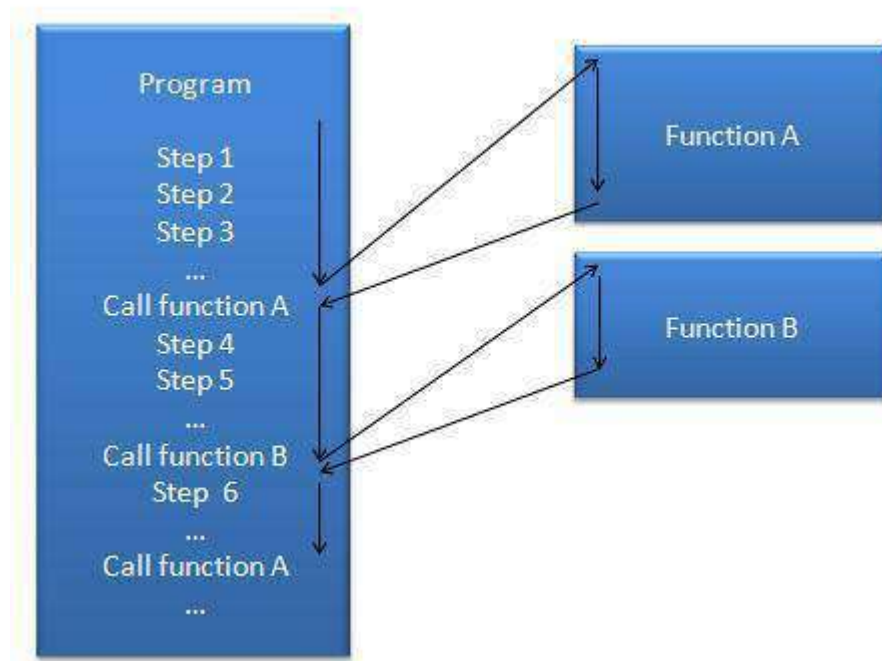 Program
Step 1
Step 2
Step 3
...
Call function A
Step 4
Step 5
...
Call function B
Step 6
...
Call function A
...
Function A
Function B